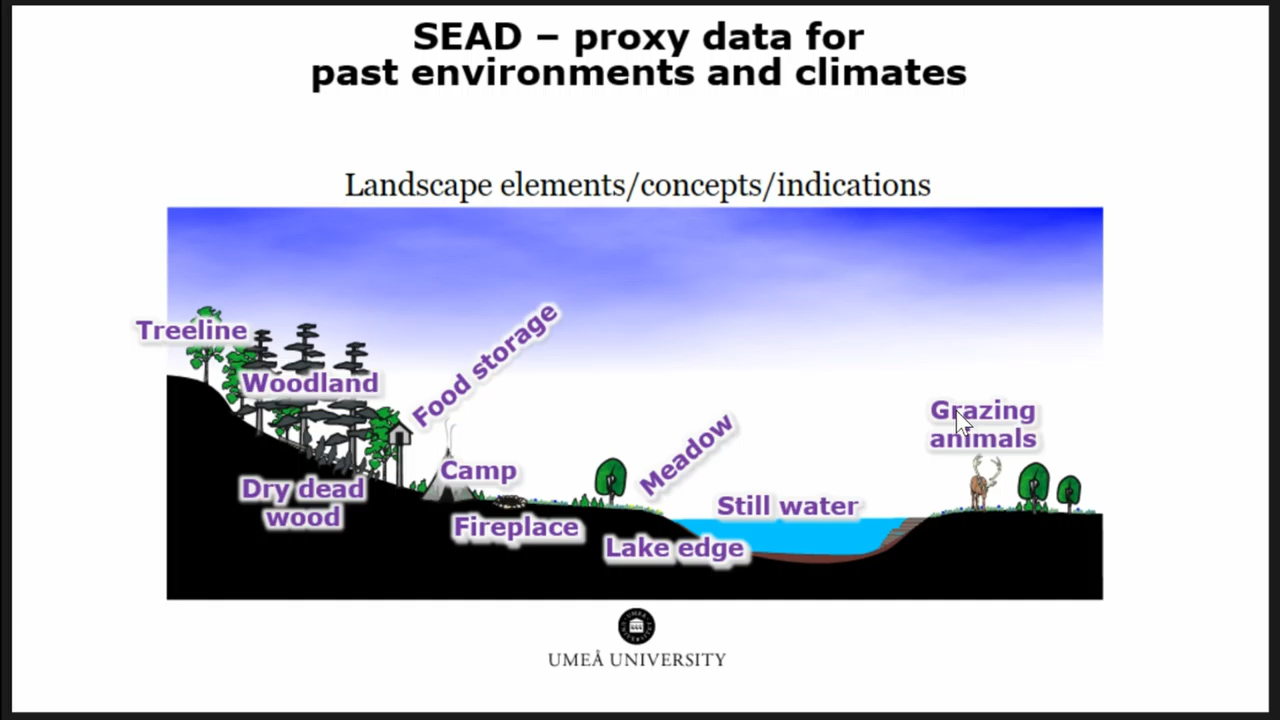 SEAD – proxy data for
past environments and climates
Landscape elements/concepts/indications
Treeline
Woodland
Food storage
Dry dead
wood
Camp
Fireplace
Meadow
Lake edge
Still water
Grazing
animals
UMEÅ UNIVERSITY